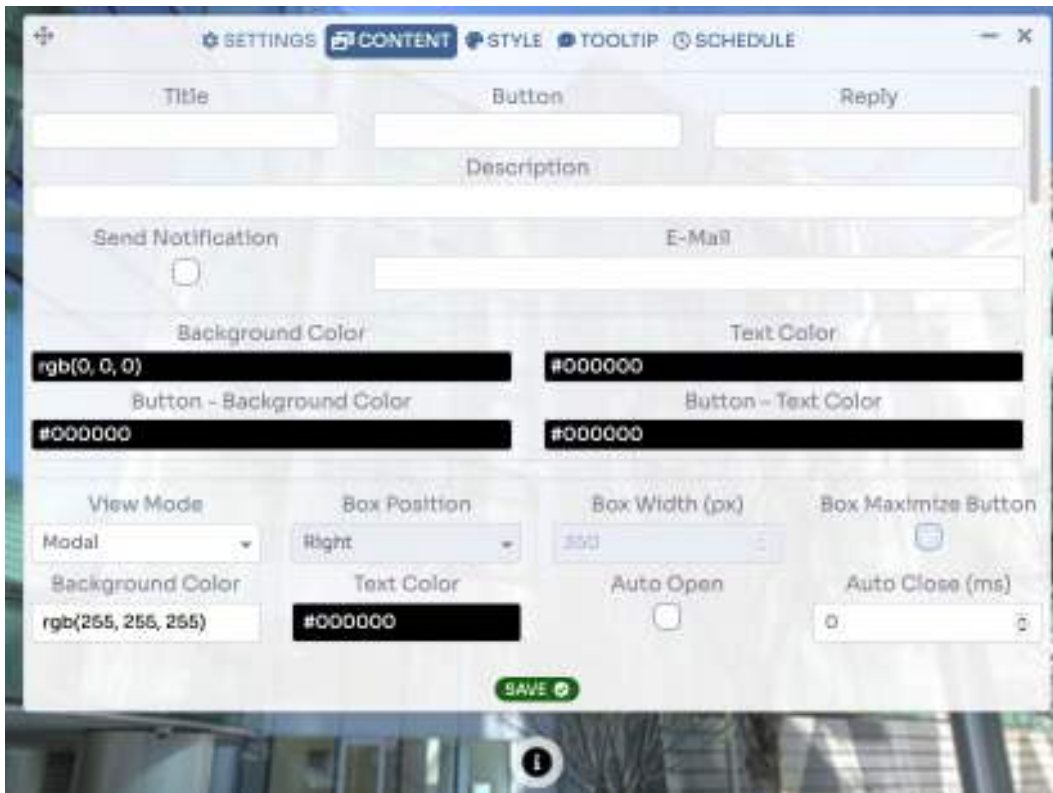 SETTINGS CONTENT STYLE TOOLTIP SCHEDULE
Title Button Reply
Description
Send Notification E-Mail
Background Color Text Color
rgb(0, 0, 0) #000000
Button - Background Color Button - Text Color
#000000 #000000
View Mode Box Position Box Width (px) Box Maximize Button
Modal Right 350
Background Color Text Color Auto Open Auto Close (ms)
rgb(255, 255, 255) #000000 0
SAVE